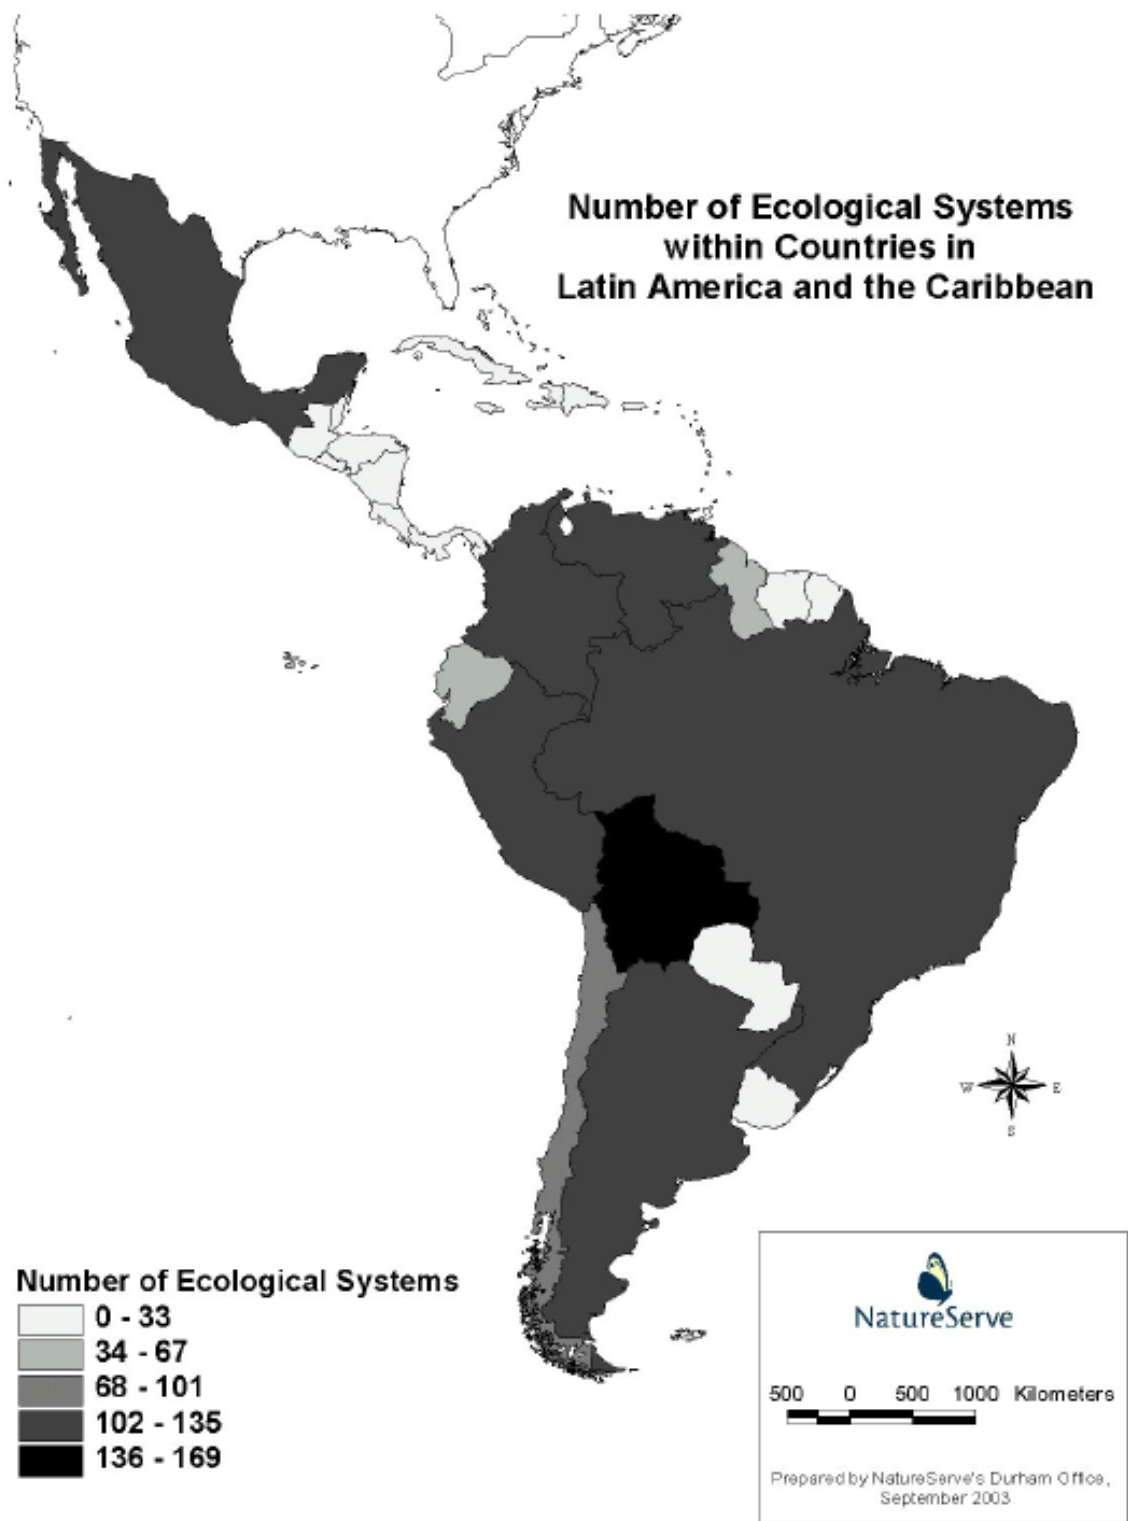 Number of Ecological Systems
within Countries in
Latin America and the Caribbean
N
W E
S
Number of Ecological Systems
0 - 33
34 - 67
68 - 101
102 - 135
136 - 169
NatureServe
500 0 500 1000 Kilometers
Prepared by NatureServe's Durham Office,
September 2003